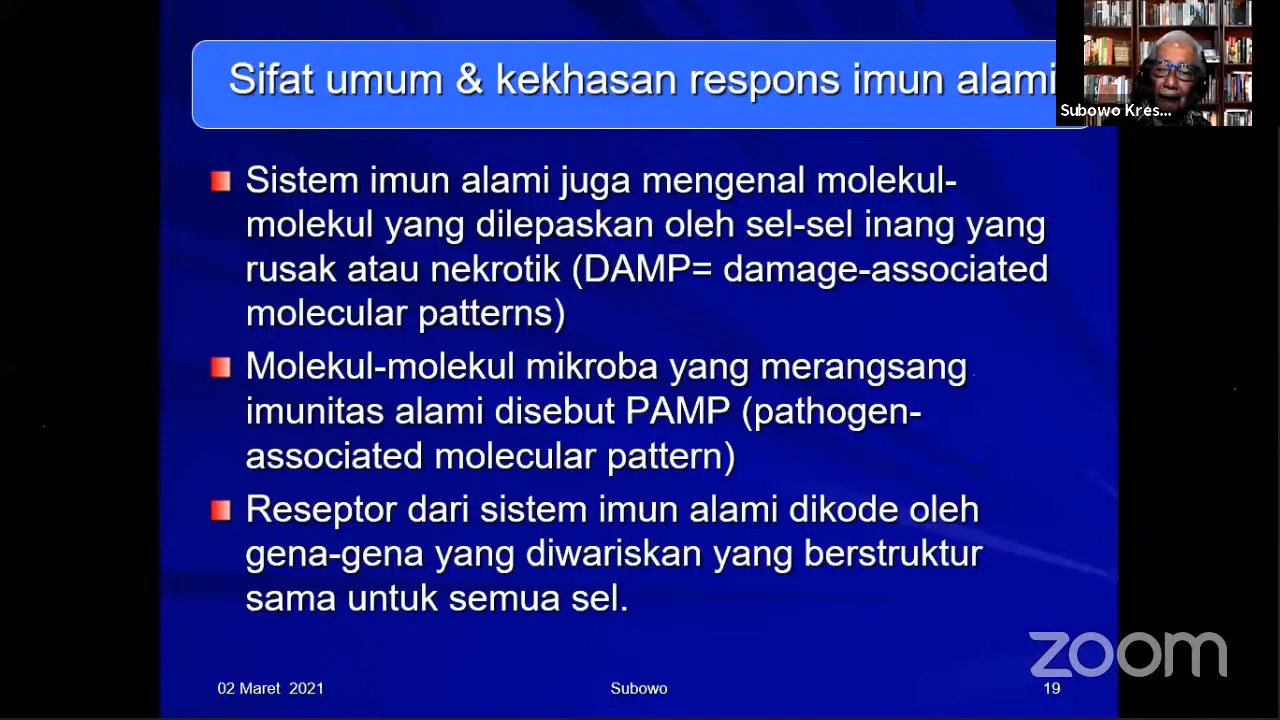 Sifat umum & kekhasan respons imun alami
Subowo Kres...
Sistem imun alami juga mengenal molekul-
molekul yang dilepaskan oleh sel-sel inang yang
rusak atau nekrotik (DAMP= damage-associated
molecular patterns)
Molekul-molekul mikroba yang merangsang
imunitas alami disebut PAMP (pathogen-
associated molecular pattern)
Reseptor dari sistem imun alami dikode oleh
gena-gena yang diwariskan yang berstruktur
sama untuk semua sel.
zoom
02 Maret 2021
Subowo
19